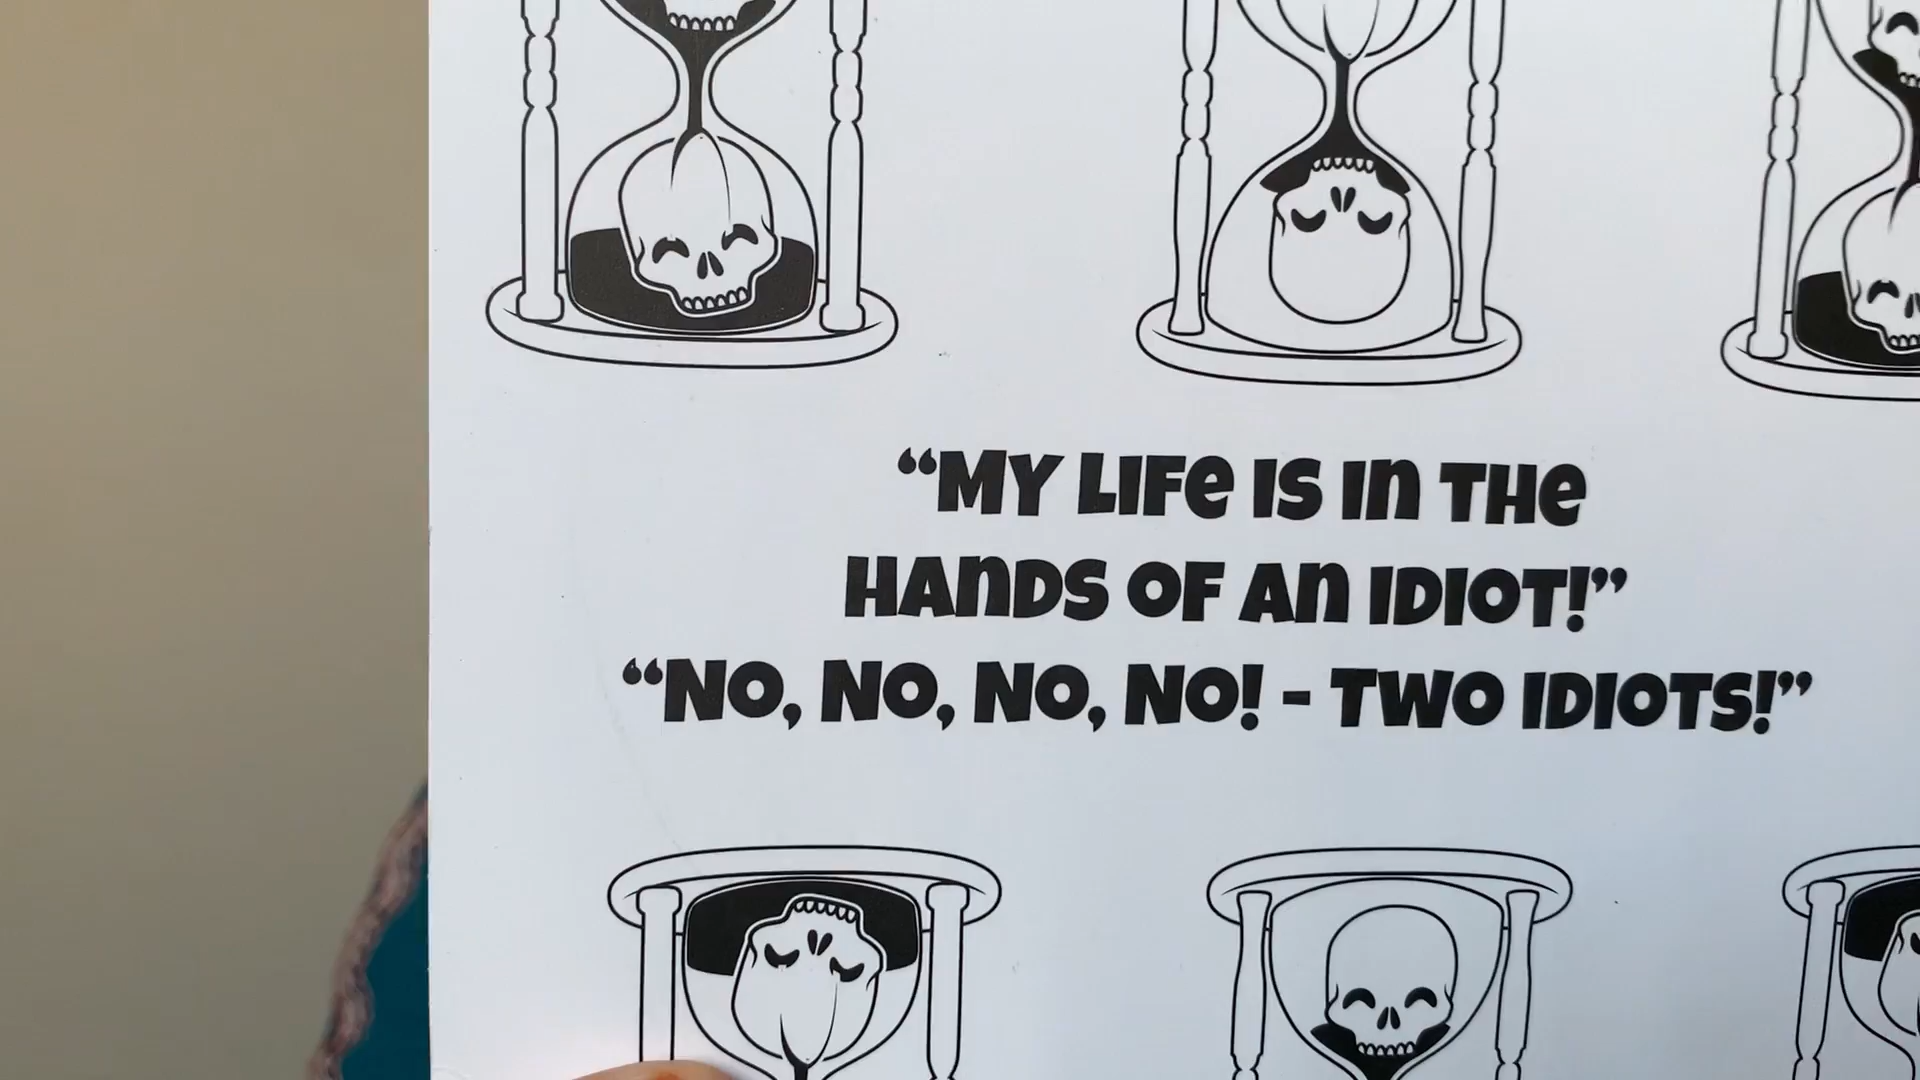 “MY LIFE IS IN THE
HANDS OF AN IDIOT!”
“NO, NO, NO, NO! - TWO IDIOTS!”